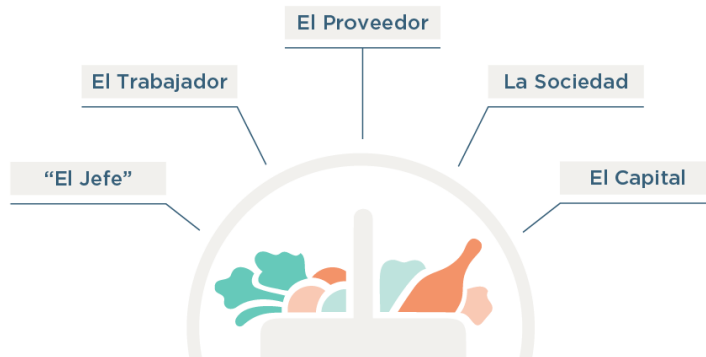 El Proveedor
El Trabajador
La Sociedad
“El Jefe”
El Capital